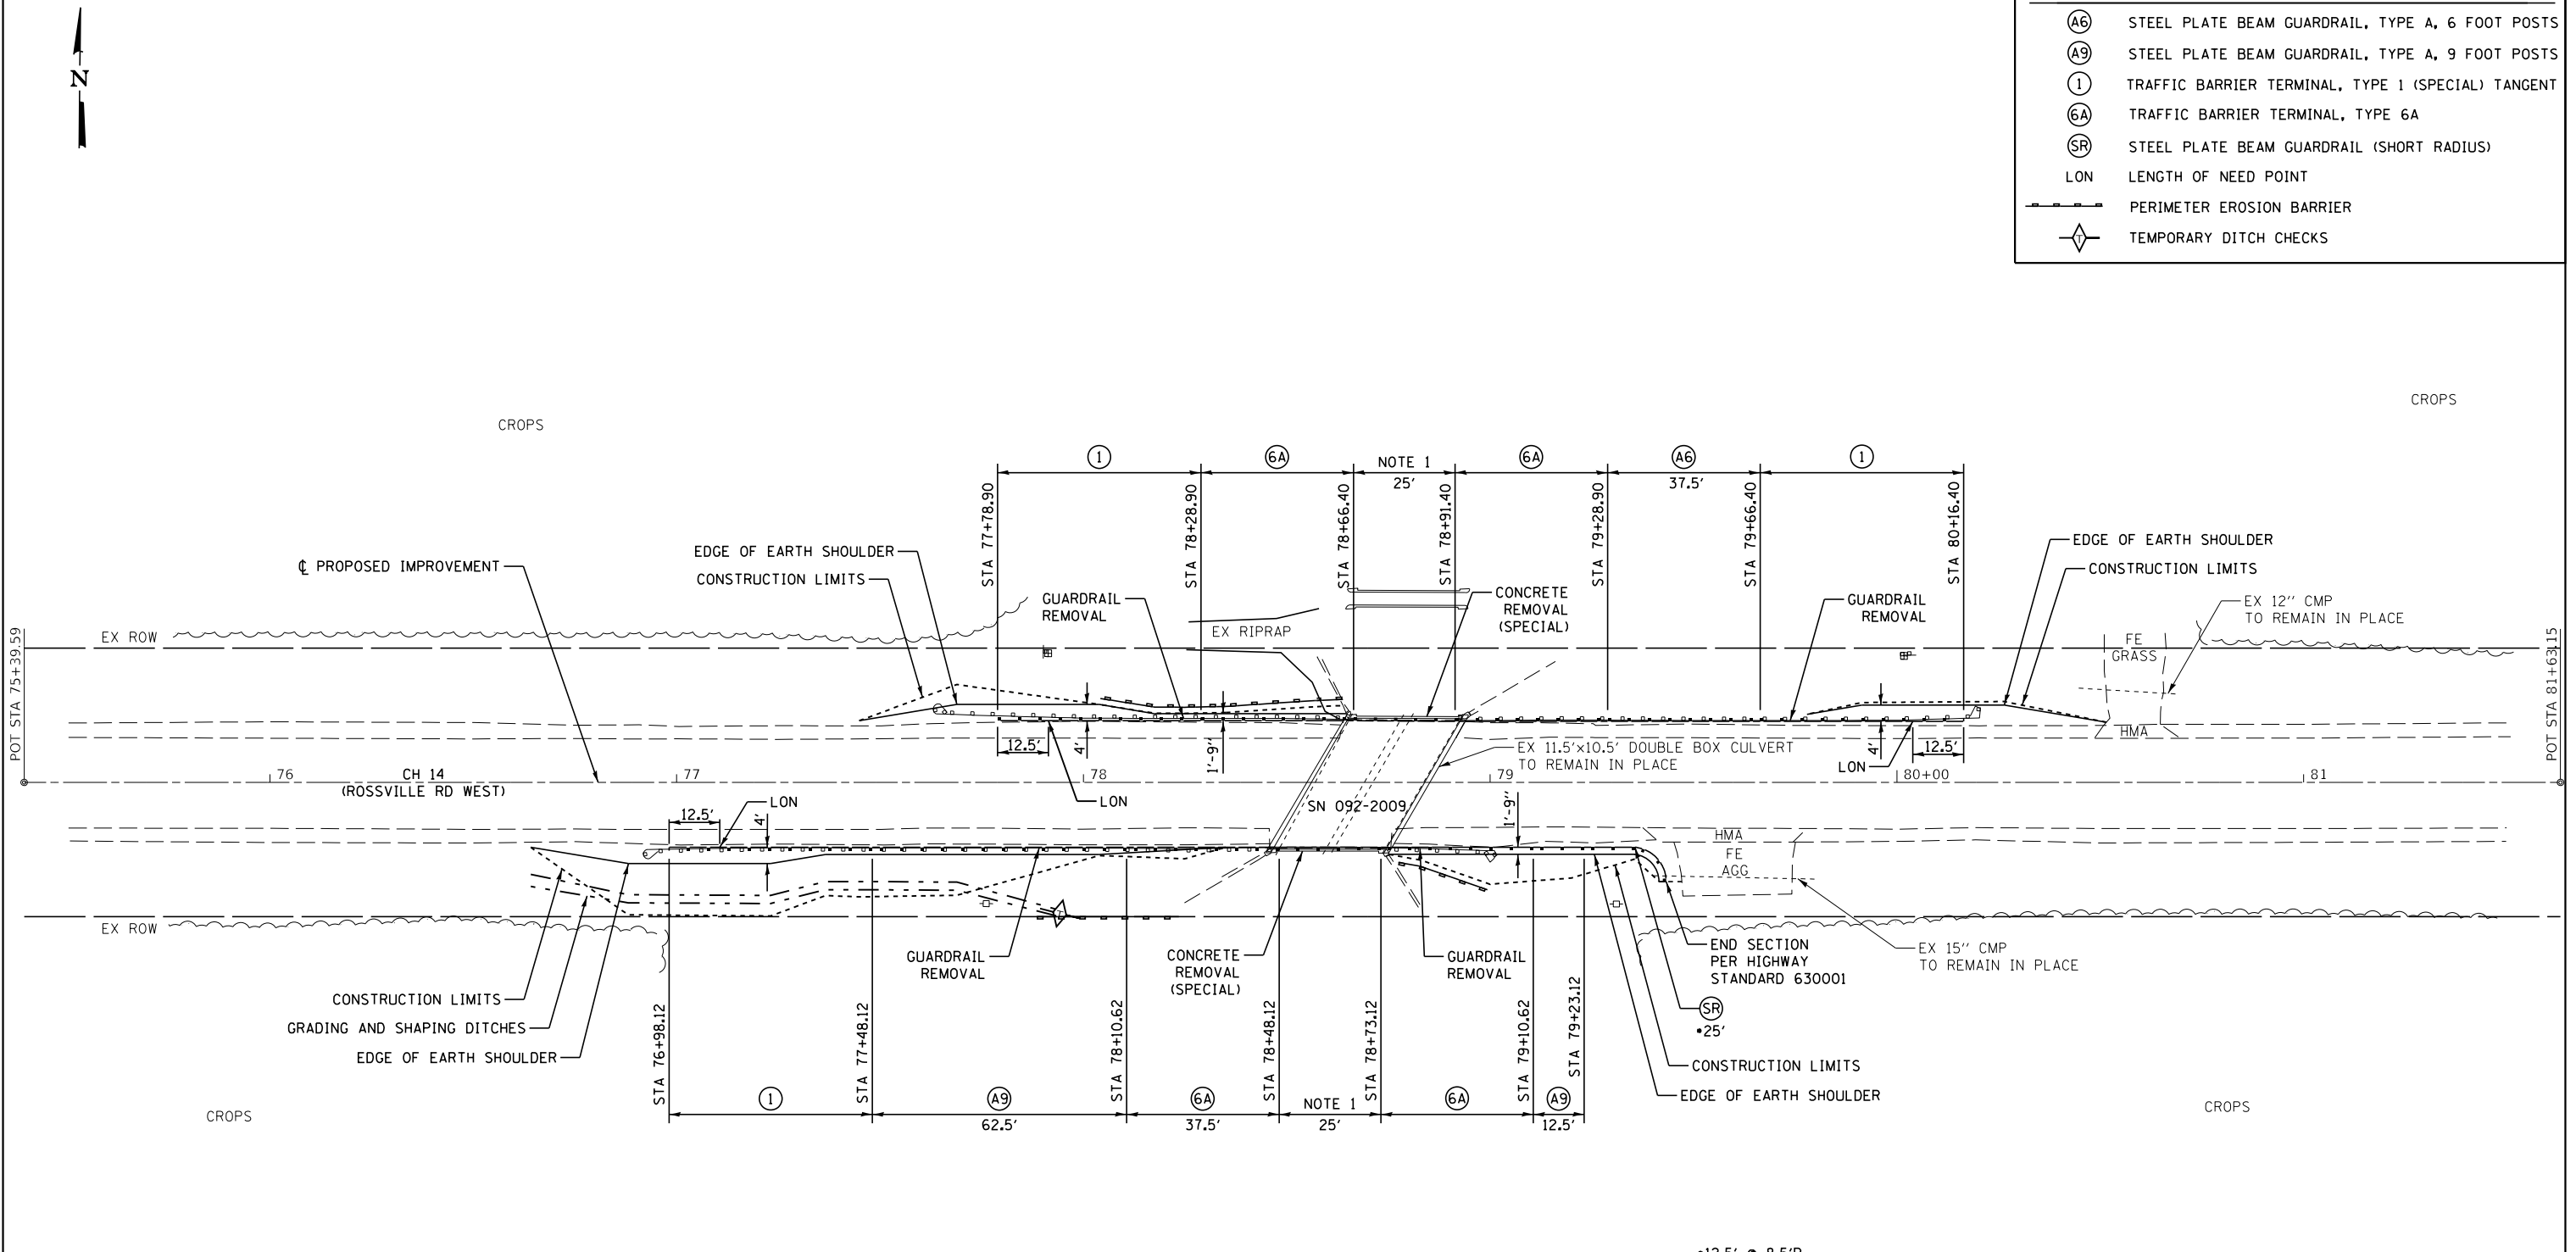 A6 STEEL PLATE BEAM GUARDRAIL, TYPE A, 6 FOOT POSTS
A9 STEEL PLATE BEAM GUARDRAIL, TYPE A, 9 FOOT POSTS
1 TRAFFIC BARRIER TERMINAL, TYPE 1 (SPECIAL) TANGENT
6A TRAFFIC BARRIER TERMINAL, TYPE 6A
SR STEEL PLATE BEAM GUARDRAIL (SHORT RADIUS)
LON LENGTH OF NEED POINT
PERIMETER EROSION BARRIER
T TEMPORARY DITCH CHECKS
N
CROPS
CROPS
1
6A
NOTE 1
25'
6A
A6
37.5'
1
STA 77+78.90
STA 78+28.90
STA 78+66.40
STA 78+91.40
STA 79+28.90
STA 79+66.40
STA 80+16.40
℄ PROPOSED IMPROVEMENT
EDGE OF EARTH SHOULDER
CONSTRUCTION LIMITS
GUARDRAIL
REMOVAL
EX RIPRAP
CONCRETE
REMOVAL
(SPECIAL)
GUARDRAIL
REMOVAL
EDGE OF EARTH SHOULDER
CONSTRUCTION LIMITS
EX 12" CMP
TO REMAIN IN PLACE
FE
GRASS
HMA
EX ROW
POT STA 75+39.59
POT STA 81+63.15
12.5'
4'
1'-9"
EX 11.5'x10.5' DOUBLE BOX CULVERT
TO REMAIN IN PLACE
4'
12.5'
LON
76
CH 14
(ROSSVILLE RD WEST)
77
78
79
80+00
81
LON
LON
12.5'
4'
SN 092-2009
1'-9"
HMA
FE
AGG
T
EX ROW
GUARDRAIL
REMOVAL
CONCRETE
REMOVAL
(SPECIAL)
GUARDRAIL
REMOVAL
END SECTION
PER HIGHWAY
STANDARD 630001
EX 15" CMP
TO REMAIN IN PLACE
CONSTRUCTION LIMITS
GRADING AND SHAPING DITCHES
EDGE OF EARTH SHOULDER
SR
*25'
CONSTRUCTION LIMITS
EDGE OF EARTH SHOULDER
STA 76+98.12
STA 77+48.12
STA 78+10.62
STA 78+48.12
STA 78+73.12
STA 79+10.62
STA 79+23.12
1
A9
62.5'
6A
37.5'
NOTE 1
25'
6A
A9
12.5'
CROPS
CROPS